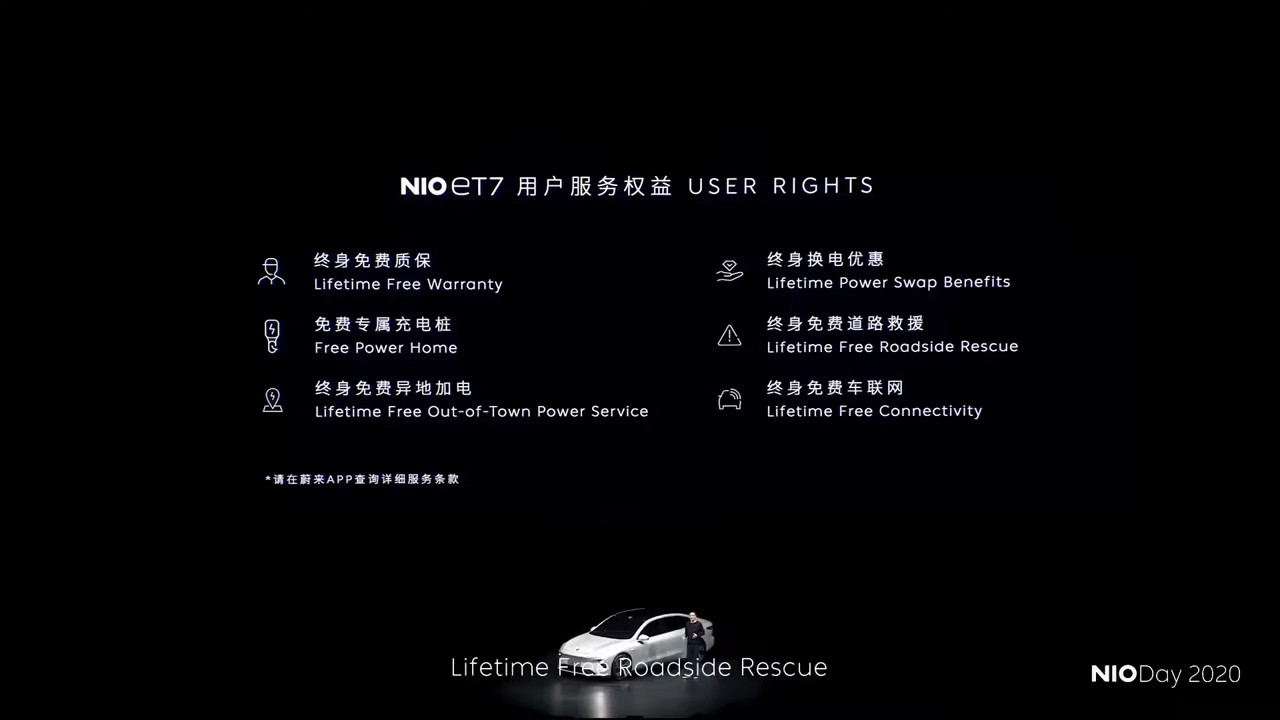 NIO eT7 用户服务权益 USER RIGHTS
终身免费质保
Lifetime Free Warranty
免费专属充电桩
Free Power Home
终身免费异地加电
Lifetime Free Out-of-Town Power Service
终身换电优惠
Lifetime Power Swap Benefits
终身免费道路救援
Lifetime Free Roadside Rescue
终身免费车联网
Lifetime Free Connectivity
*请在蔚来APP查询详细服务条款
Lifetime Free Roadside Rescue
NIODay 2020